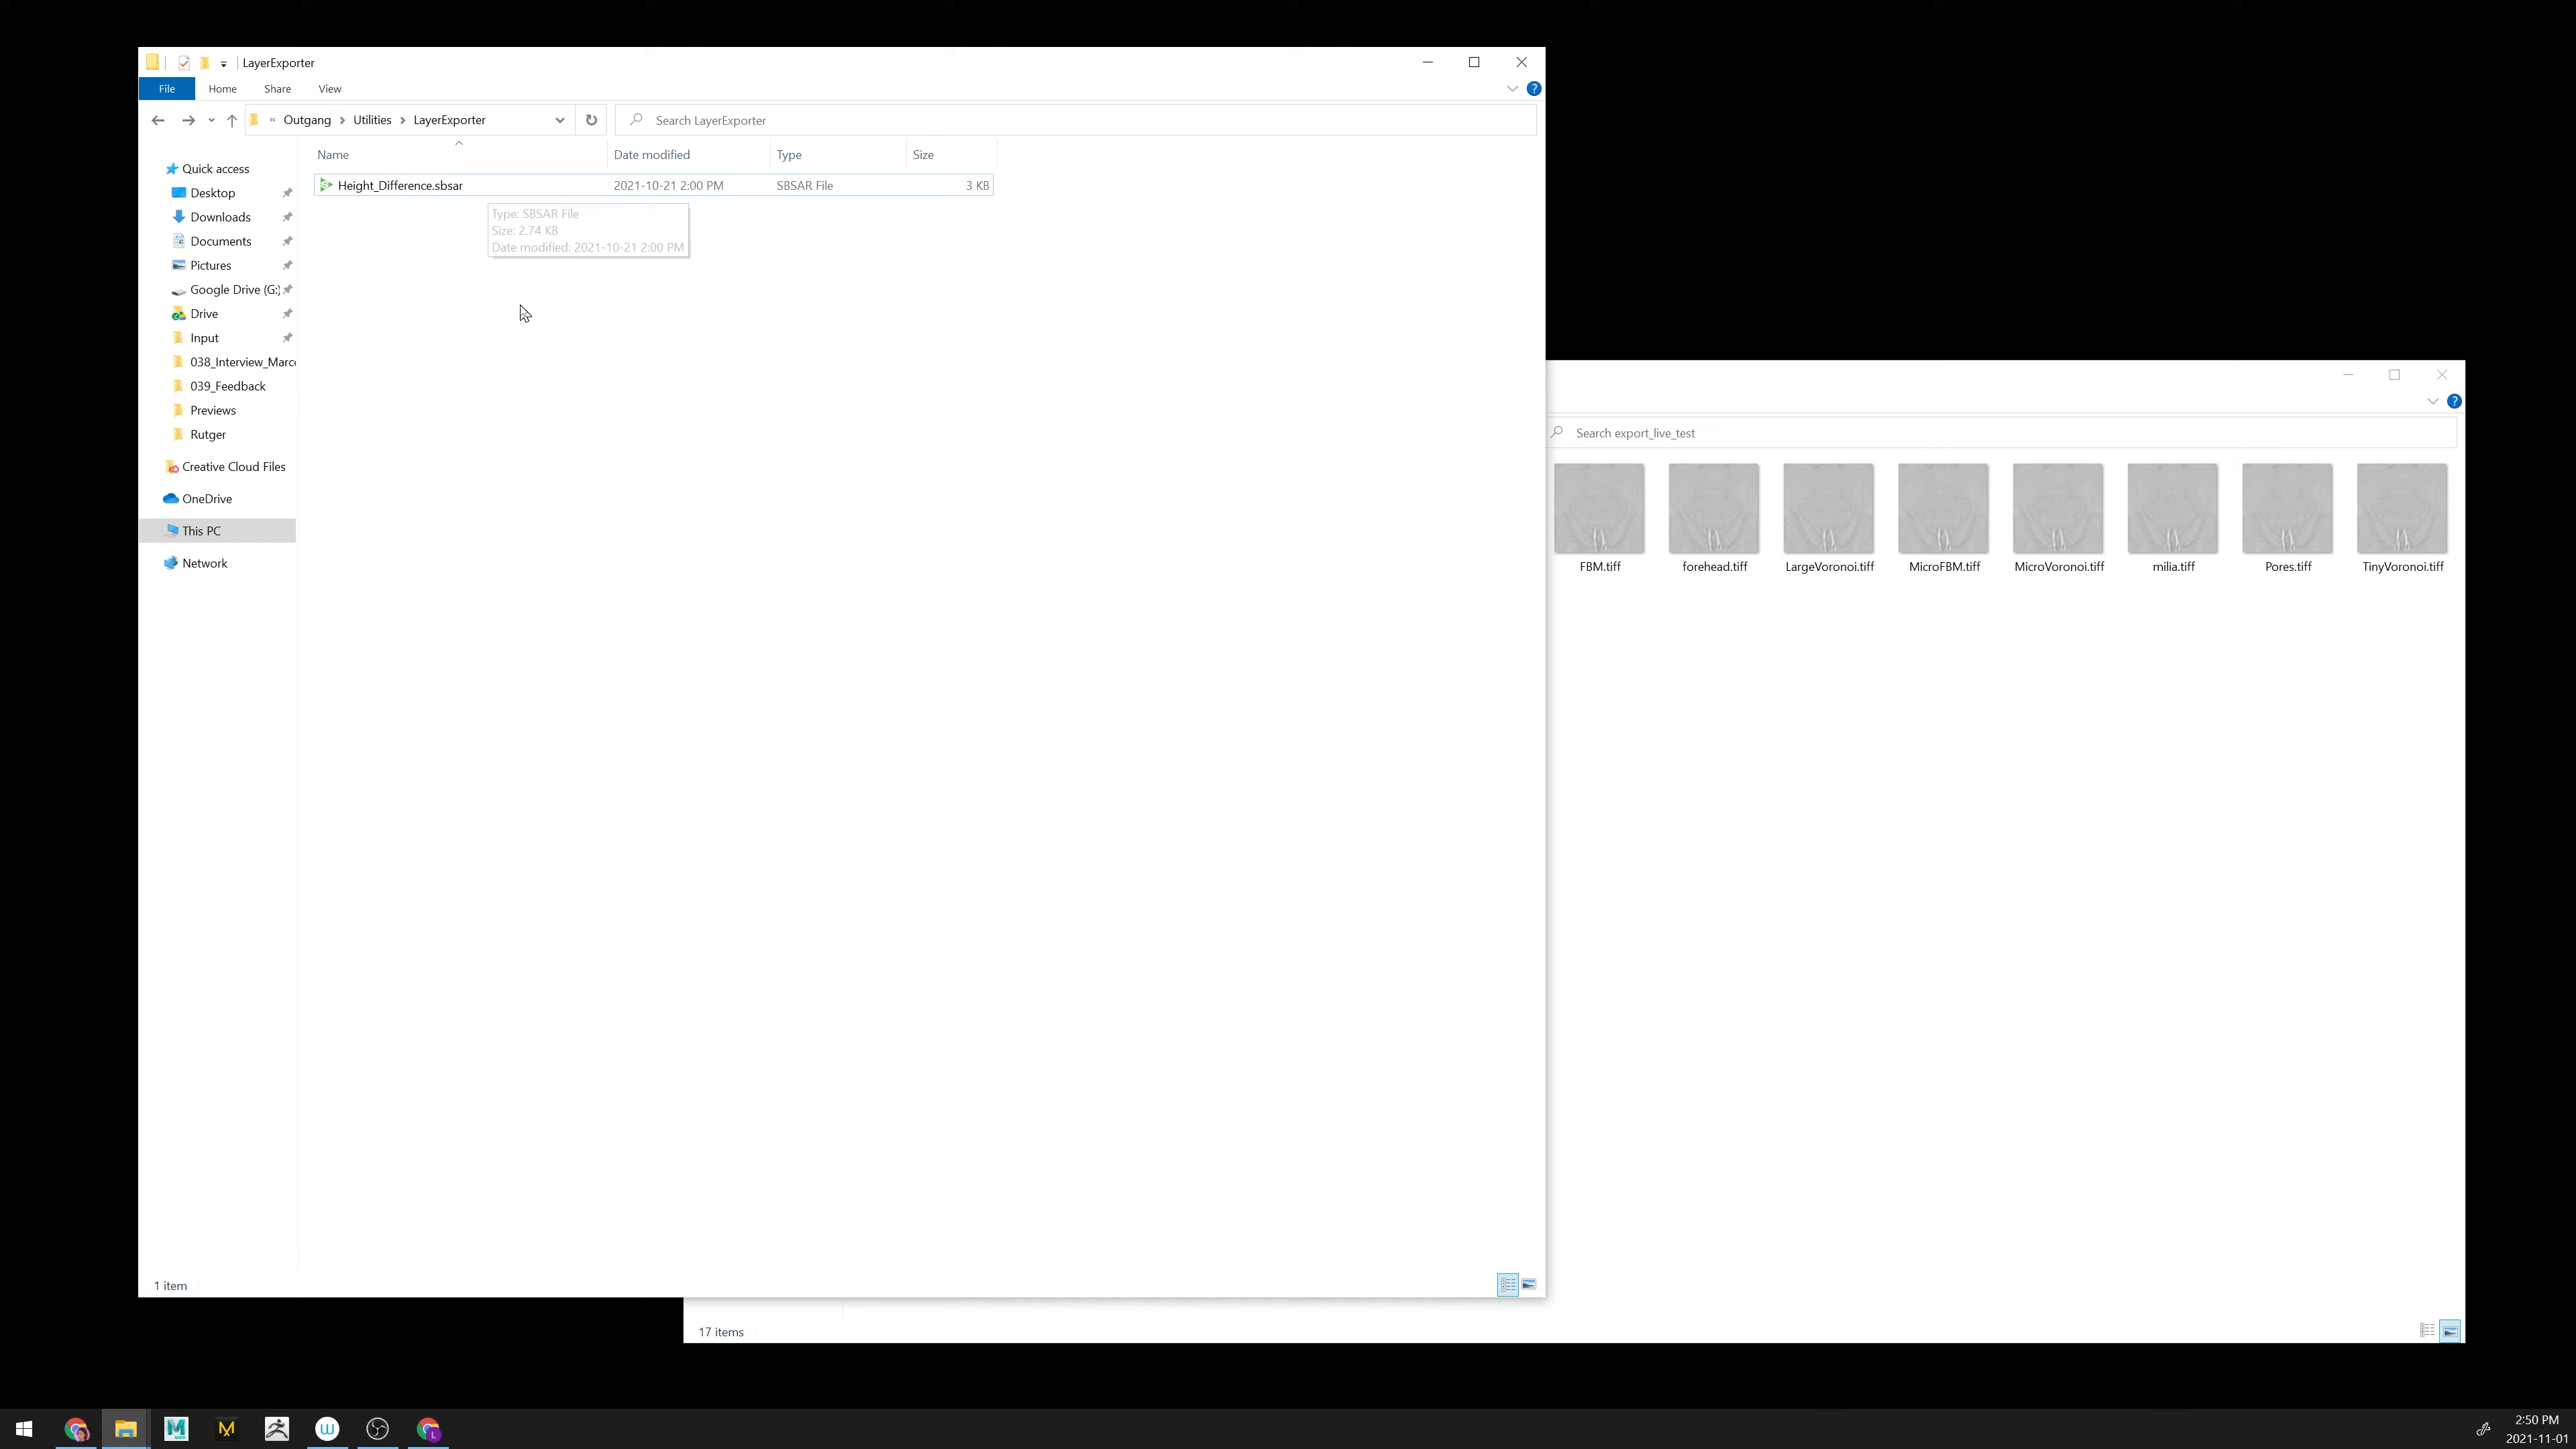 LayerExporter
File Home Share View
« Outgang > Utilities > LayerExporter
Search LayerExporter
Name Date modified Type Size
Height_Difference.sbsar 2021-10-21 2:00 PM SBSAR File 3 KB
Type: SBSAR File
Size: 2.74 KB
Date modified: 2021-10-21 2:00 PM
Quick access
Desktop
Downloads
Documents
Pictures
Google Drive (G:)
Drive
Input
038_Interview_Marc
039_Feedback
Previews
Rutger
Creative Cloud Files
OneDrive
This PC
Network
1 item
Search export_live_test
FBM.tiff forehead.tiff LargeVoronoi.tiff MicroFBM.tiff MicroVoronoi.tiff milia.tiff Pores.tiff TinyVoronoi.tiff
17 items
2:50 PM
2021-11-01